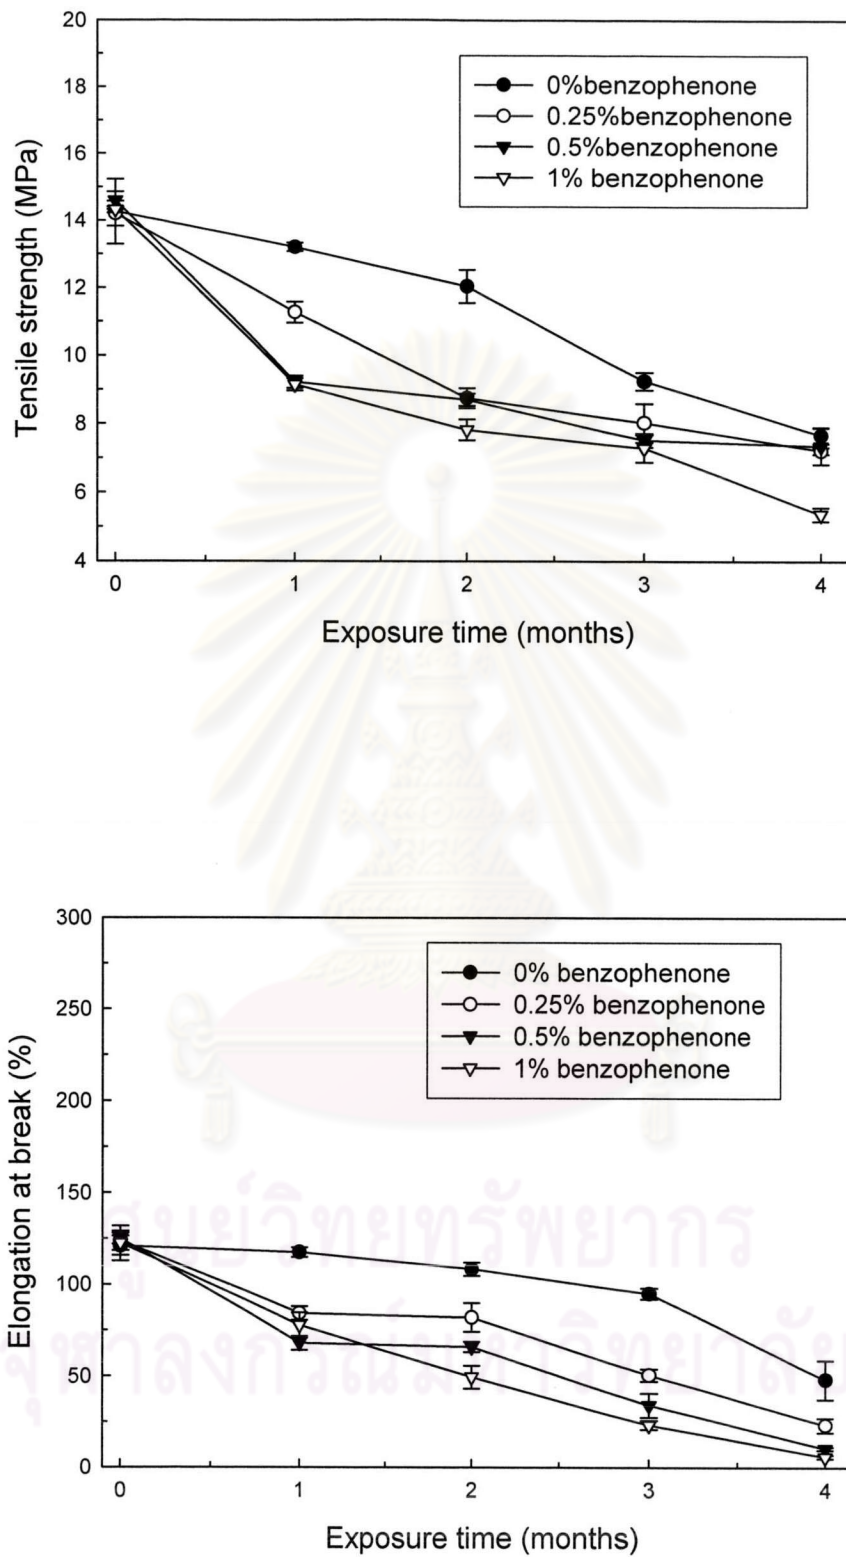 20
18
16
14
12
10
8
6
4
Tensile strength (MPa)
0%benzophenone
0.25%benzophenone
0.5%benzophenone
1% benzophenone
0 1 2 3 4
Exposure time (months)
300
250
200
150
100
50
0
Elongation at break (%)
0% benzophenone
0.25% benzophenone
0.5% benzophenone
1% benzophenone
ศูนย์วิทยทรัพยากร
จุฬาลงกรณ์มหาวิทยาลัย
0 1 2 3 4
Exposure time (months)